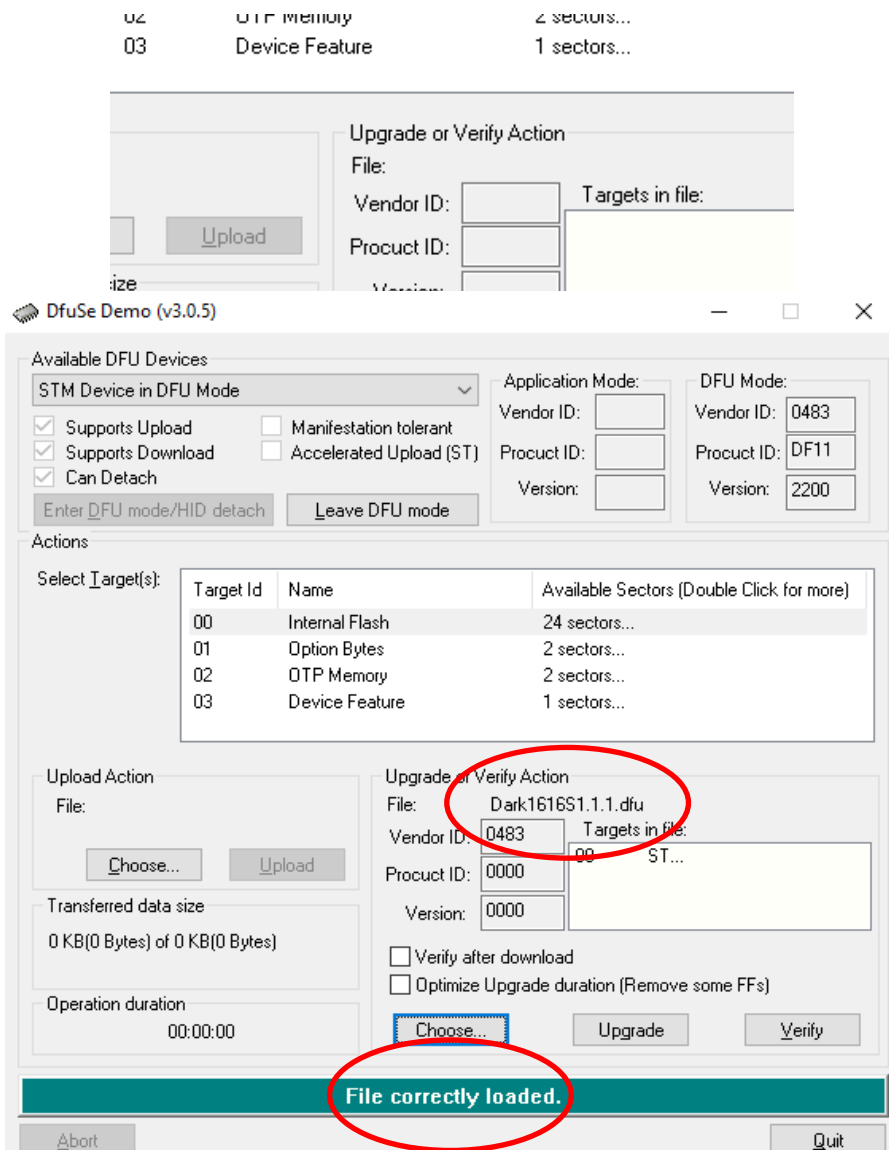 02 OTP Memory 2 sectors...
03 Device Feature 1 sectors...
Upgrade or Verify Action
File:
Vendor ID:
Targets in file:
Upload
Procuct ID:
ize
Version:
DfuSe Demo (v3.0.5)
Available DFU Devices
STM Device in DFU Mode
Supports Upload
Manifestation tolerant
Supports Download
Accelerated Upload (ST)
Can Detach
Enter DFU mode/HID detach
Leave DFU mode
Application Mode:
Vendor ID:
Procuct ID:
Version:
DFU Mode:
Vendor ID: 0483
Procuct ID: DF11
Version: 2200
Actions
Select Target(s):
Target Id Name Available Sectors (Double Click for more)
00 Internal Flash 24 sectors...
01 Option Bytes 2 sectors...
02 OTP Memory 2 sectors...
03 Device Feature 1 sectors...
Upload Action
File:
Choose...
Upload
Transferred data size
0 KB(0 Bytes) of 0 KB(0 Bytes)
Operation duration
00:00:00
Upgrade or Verify Action
File: Dark1616S1.1.1.dfu
Vendor ID: 0483
Targets in file:
00 ST...
Procuct ID: 0000
Version: 0000
Verify after download
Optimize Upgrade duration (Remove some FFs)
Choose...
Upgrade
Verify
File correctly loaded.
Abort
Quit